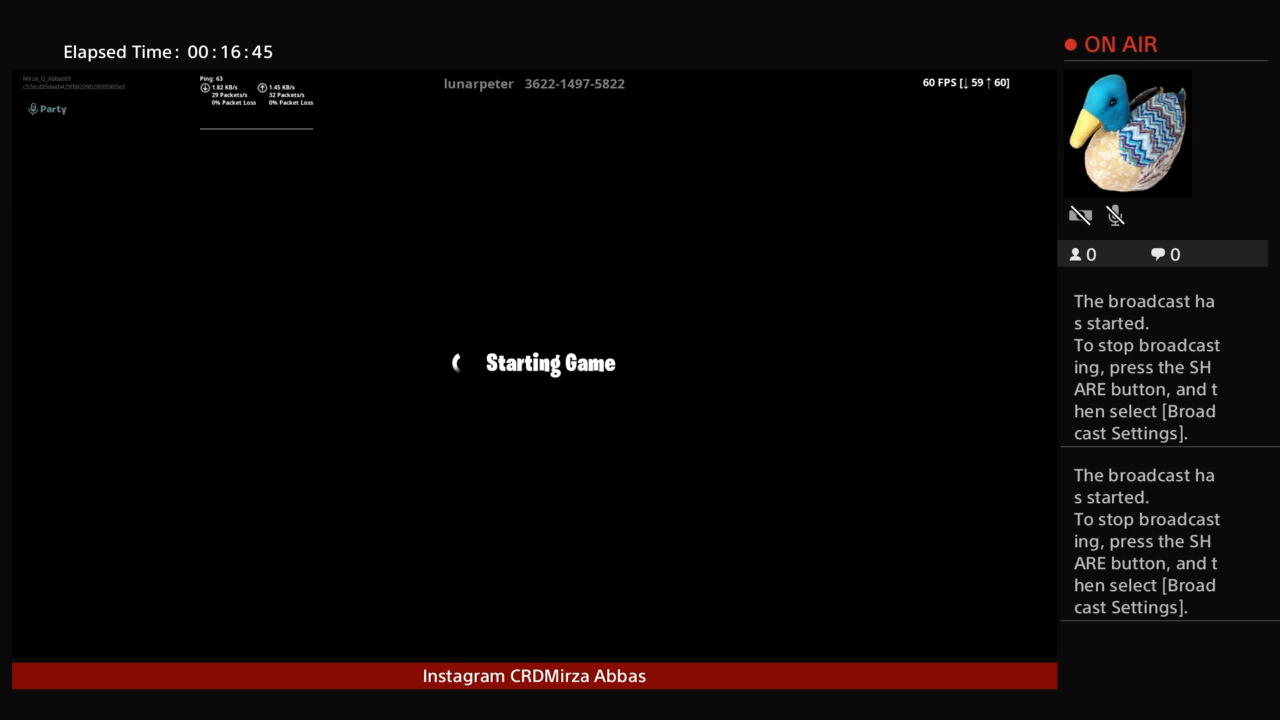 Elapsed Time: 00:16:45
ON AIR
Mirza_G_Abbas69
Party
Ping: 63
1.82 KB/s
29 Packets/s
0% Packet Loss
1.45 KB/s
32 Packets/s
0% Packet Loss
lunarpeter 3622-1497-5822
60 FPS [↓ 59 ↑ 60]
0
0
Starting Game
The broadcast ha
s started.
To stop broadcast
ing, press the SH
ARE button, and t
hen select [Broad
cast Settings].
The broadcast ha
s started.
To stop broadcast
ing, press the SH
ARE button, and t
hen select [Broad
cast Settings].
Instagram CRDMirza Abbas